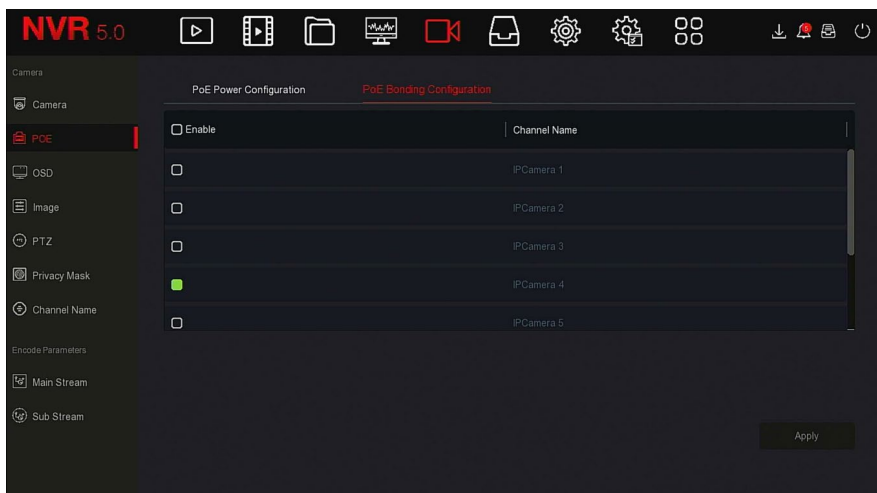 NVR 5.0
5
Camera
Camera
POE
OSD
Image
PTZ
Privacy Mask
Channel Name
Encode Parameters
Main Stream
Sub Stream
PoE Power Configuration
PoE Bonding Configuration
Enable
Channel Name
IPCamera 1
IPCamera 2
IPCamera 3
IPCamera 4
IPCamera 5
Apply